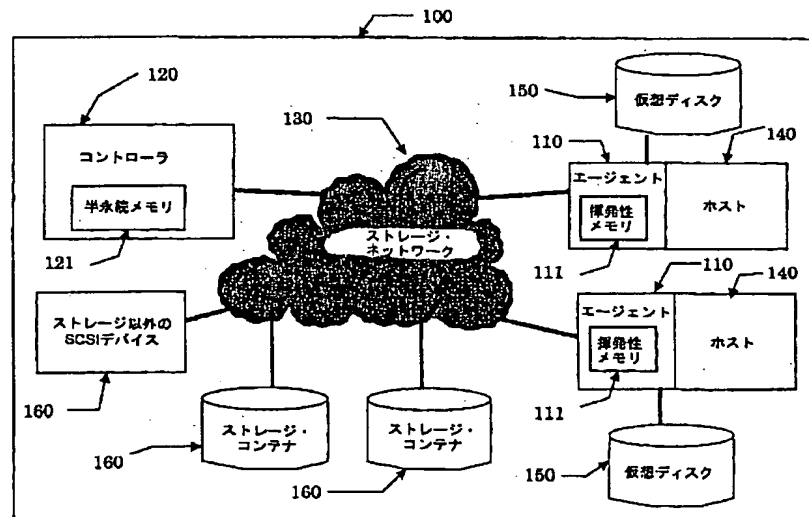 100
120
コントローラ
半永続メモリ
121
130
ストレージ・
ネットワーク
150
仮想ディスク
110
140
エージェント
揮発性
メモリ
ホスト
111
110
140
エージェント
揮発性
メモリ
ホスト
111
ストレージ以外の
SCSIデバイス
160
160
ストレージ・
コンテナ
160
ストレージ・
コンテナ
150
仮想ディスク